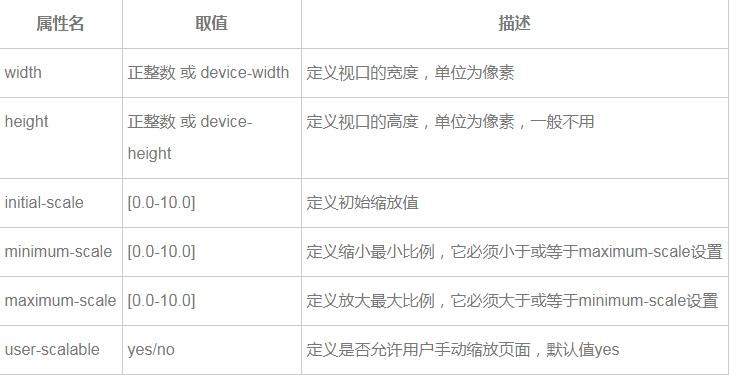 属性名 取值 描述
width 正整数 或 device-width 定义视口的宽度，单位为像素
height 正整数 或 device- 定义视口的高度，单位为像素，一般不用
height
initial-scale [0.0-10.0] 定义初始缩放值
minimum-scale [0.0-10.0] 定义缩小最小比例，它必须小于或等于maximum-scale设置
maximum-scale [0.0-10.0] 定义放大最大比例，它必须大于或等于minimum-scale设置
user-scalable yes/no 定义是否允许用户手动缩放页面，默认值yes